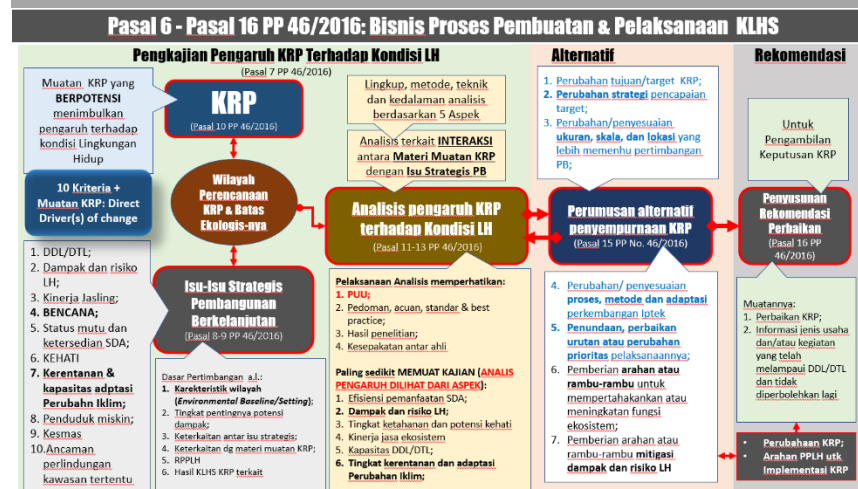 Pasal 6 - Pasal 16 PP 46/2016: Bisnis Proses Pembuatan & Pelaksanaan KLHS
Pengkajian Pengaruh KRP Terhadap Kondisi LH
(Pasal 7 PP 46/2016)
Alternatif
Rekomendasi
Muatan KRP yang
BERPOTENSI
menimbulkan
pengaruh terhadap
kondisi Lingkungan
Hidup
10 Kriteria +
Muatan KRP: Direct
Driver(s) of change
1. DDL/DTL;
2. Dampak dan risiko
LH;
3. Kinerja Jasling;
4. BENCANA;
5. Status mutu dan
ketersedian SDA;
6. KEHATI
7. Kerentanan &
kapasitas adptasi
Perubahn Iklim;
8. Penduduk miskin;
9. Kesmas
10.Ancaman
perlindungan
kawasan tertentu
KRP
(Pasal 10 PP 46/2016)
Wilayah
Perencanaan
KRP & Batas
Ekologis-nya
Isu-Isu Strategis
Pembangunan
Berkelanjutan
(Pasal 8-9 PP 46/2016)
Dasar Pertimbangan a.l.:
1. Karekteristik wilayah
(Environmental Baseline/Setting);
2. Tingkat pentingnya potensi
dampak;
3. Keterkaitan antar isu strategis;
4. Keterkaitan dg materi muatan KRP;
5. RPPLH
6. Hasil KLHS KRP terkait
Lingkup, metode, teknik
dan kedalaman analisis
berdasarkan 5 Aspek
Analisis terkait INTERAKSI
antara Materi Muatan KRP
dengan Isu Strategis PB
Analisis pengaruh KRP
terhadap Kondisi LH
(Pasal 11-13 PP 46/2016)
Pelaksanaan Analisis memperhatikan:
1. PUU;
2. Pedoman, acuan, standar & best
practice;
3. Hasil penelitian;
4. Kesepakatan antar ahli
Paling sedikit MEMUAT KAJIAN (ANALIS
PENGARUH DILIHAT DARI ASPEK):
1. Efisiensi pemanfaatan SDA;
2. Dampak dan risiko LH;
3. Tingkat ketahanan dan potensi kehati
4. Kinerja jasa ekosistem
5. Kapasitas DDL/DTL;
6. Tingkat kerentanan dan adaptasi
Perubahan Iklim;
1. Perubahan tujuan/target KRP;
2. Perubahan strategi pencapaian
target;
3. Perubahan/penyesuaian
ukuran, skala, dan lokasi yang
lebih memenhu pertimbangan
PB;
Perumusan alternatif
penyempurnaan KRP
(Pasal 15 PP No. 46/2016)
4. Perubahan/ penyesuaian
proses, metode dan adaptasi
perkembangan Iptek
5. Penundaan, perbaikan
urutan atau perubahan
prioritas pelaksanaannya;
6. Pemberian arahan atau
rambu-rambu untuk
mempertahakankan atau
meningkatan fungsi
ekosistem;
7. Pemberian arahan atau
rambu-rambu mitigasi
dampak dan risiko LH
Untuk
Pengambilan
Keputusan KRP
Penyusunan
Rekomendasi
Perbaikan
(Pasal 16 PP
46/2016)
Muatannya:
1. Perbaikan KRP;
2. Informasi jenis usaha
dan/atau kegiatan
yang telah
melampaui DDL/DTL
dan tidak
diperbolehkan lagi
• Perubahaan KRP;
• Arahan PPLH utk
Implementasi KRP